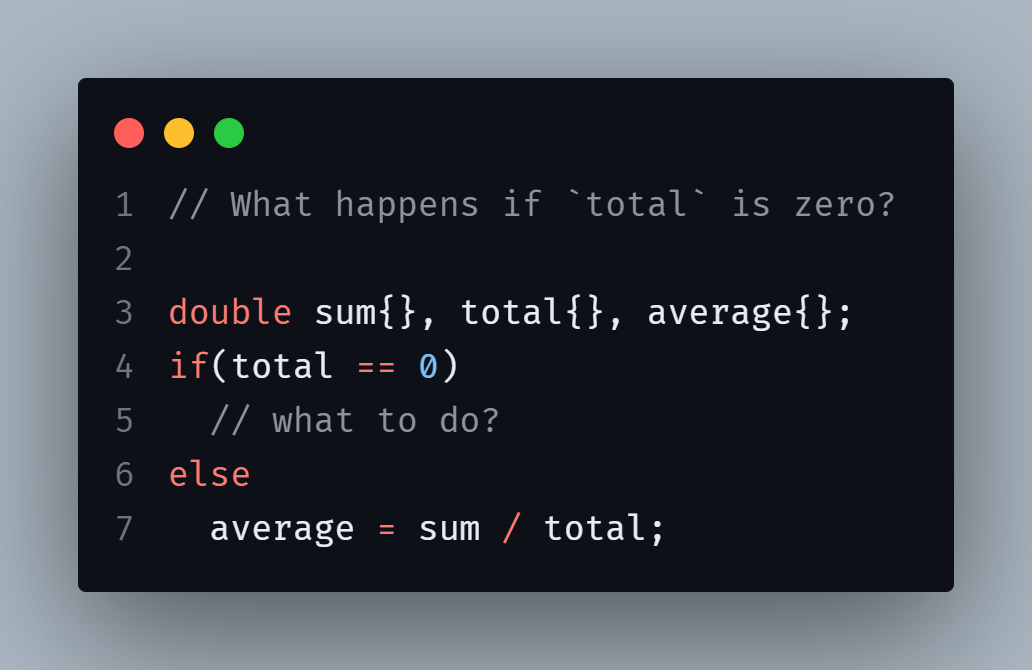 1 // What happens if `total` is zero?
2
3 double sum{}, total{}, average{};
4 if(total == 0)
5   // what to do?
6 else
7   average = sum / total;